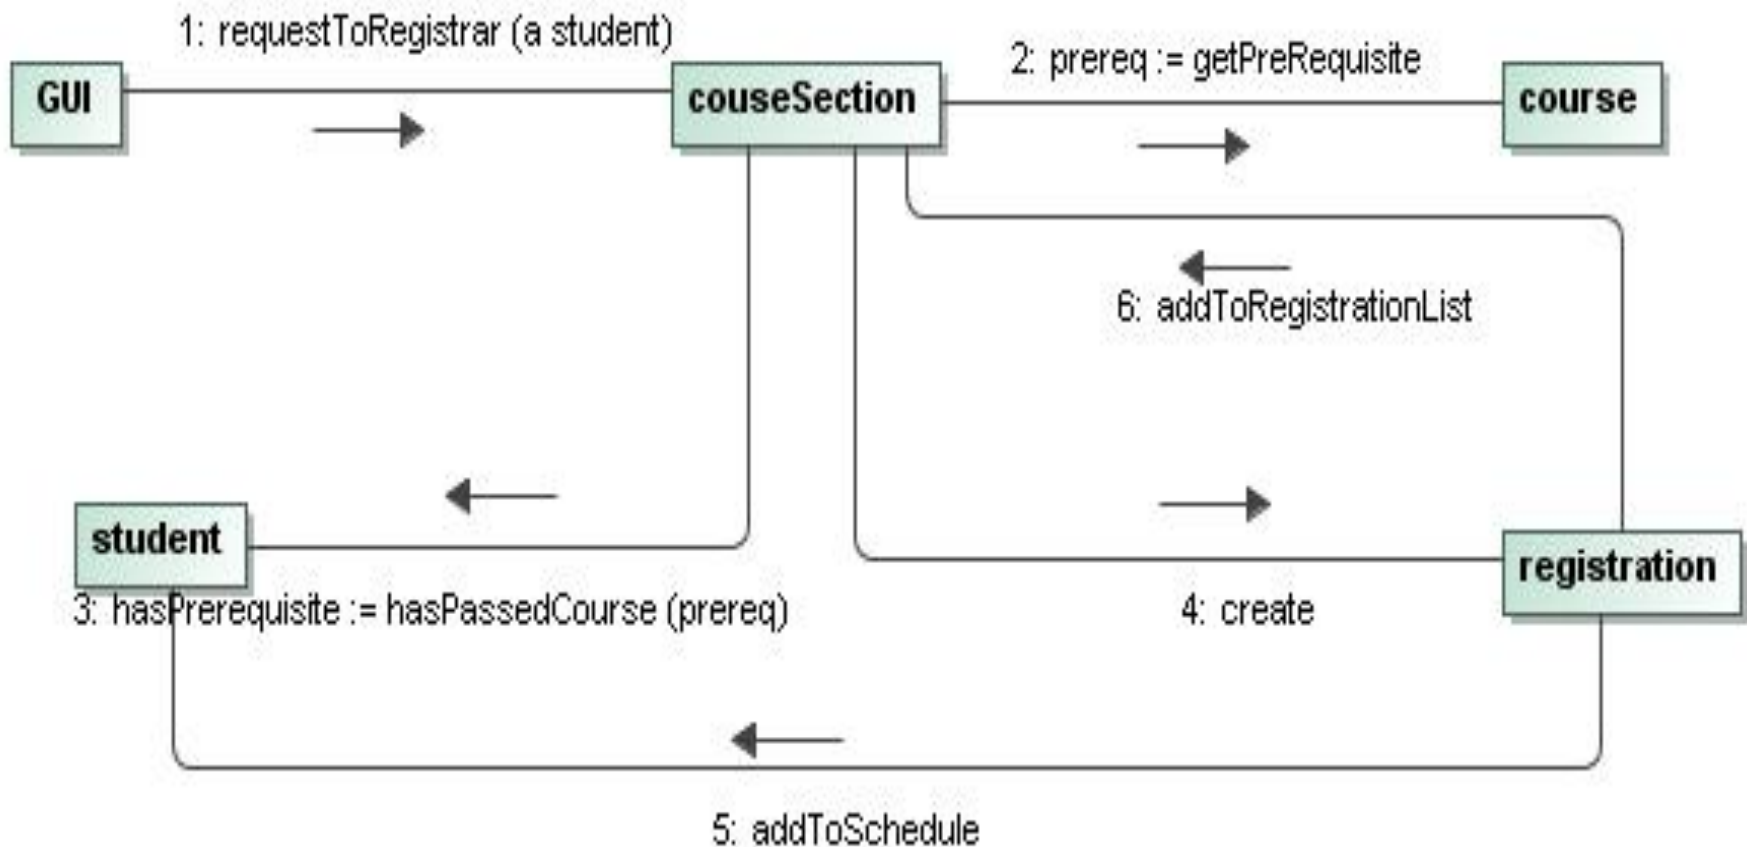 1: requestToRegistrar (a student)
GUI
couseSection
2: prereq := getPreRequisite
course
6: addToRegistrationList
student
3: hasPrerequisite := hasPassedCourse (prereq)
4: create
registration
5: addToSchedule